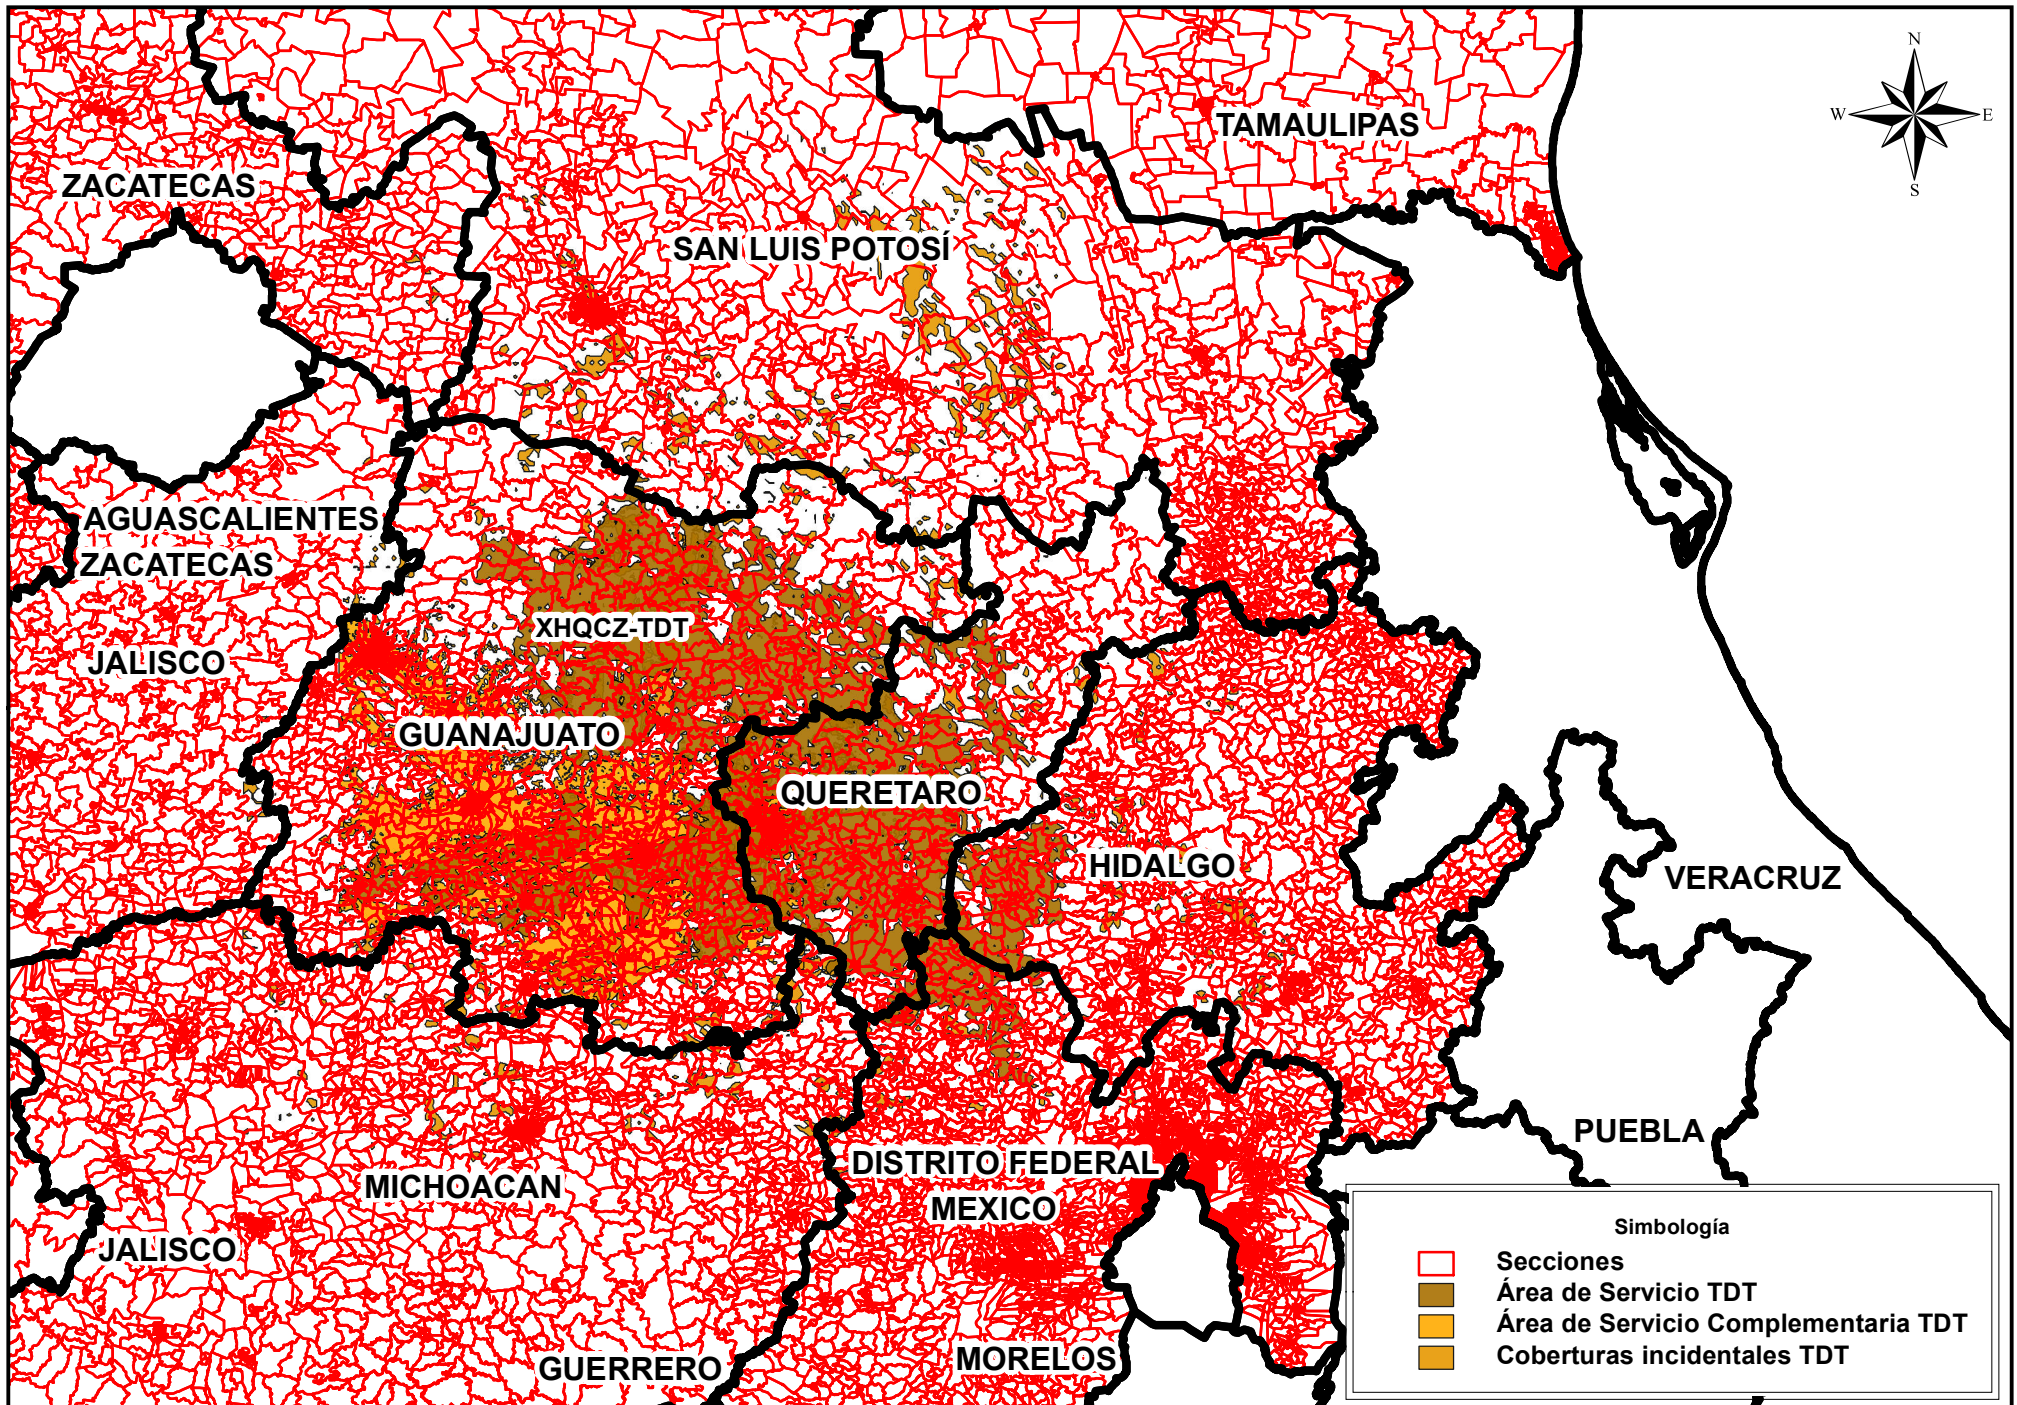 N
W
E
S
TAMAULIPAS
ZACATECAS
SAN LUIS POTOSÍ
AGUASCALIENTES
ZACATECAS
XHQCZ-TDT
JALISCO
GUANAJUATO
QUERETARO
HIDALGO
VERACRUZ
PUEBLA
DISTRITO FEDERAL
MICHOACAN
MEXICO
JALISCO
GUERRERO
MORELOS
Simbología
Secciones
Área de Servicio TDT
Área de Servicio Complementaria TDT
Coberturas incidentales TDT